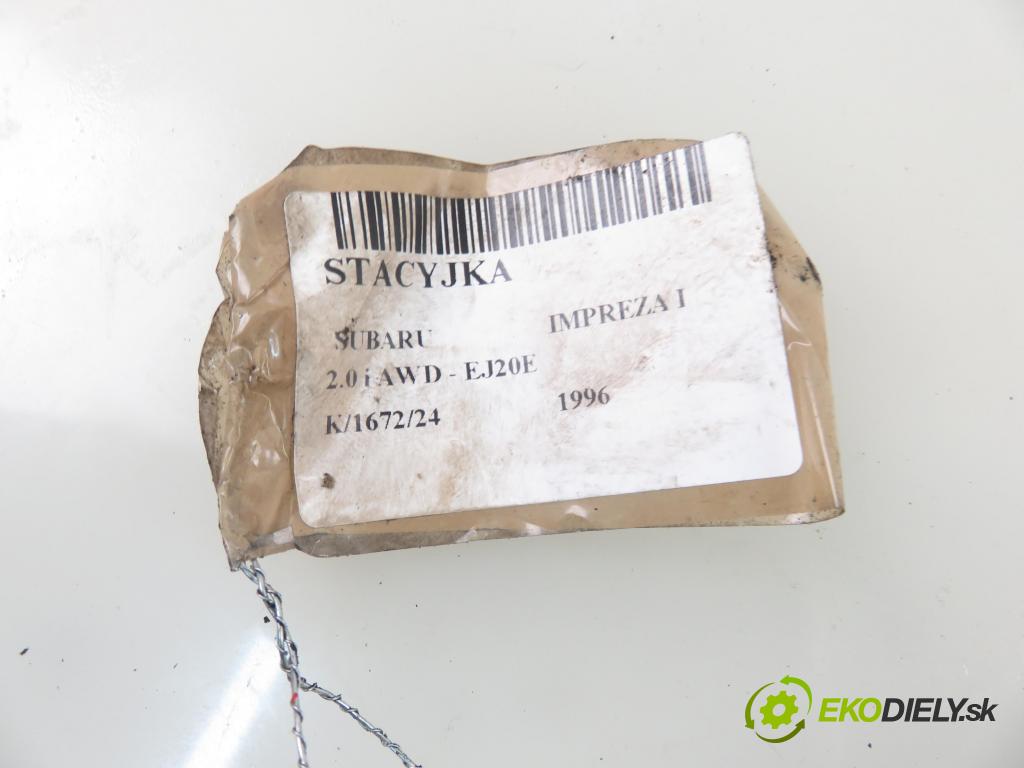 STACYJKA
SUBARU IMPREZA I
2.0 i AWD - EJ20E
K/1672/24 1996
EKODIELY.sk